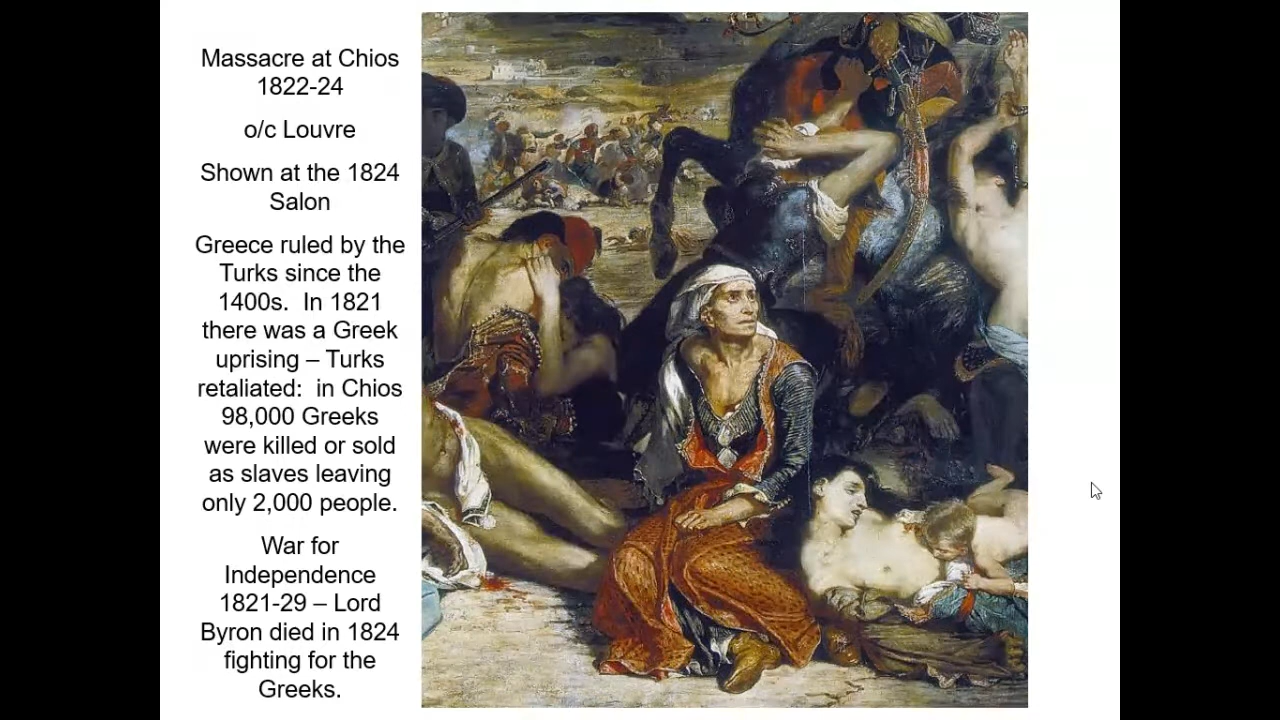 Massacre at Chios
1822-24
o/c Louvre
Shown at the 1824
Salon
Greece ruled by the
Turks since the
1400s.  In 1821
there was a Greek
uprising – Turks
retaliated:  in Chios
98,000 Greeks
were killed or sold
as slaves leaving
only 2,000 people.
War for
Independence
1821-29 – Lord
Byron died in 1824
fighting for the
Greeks.